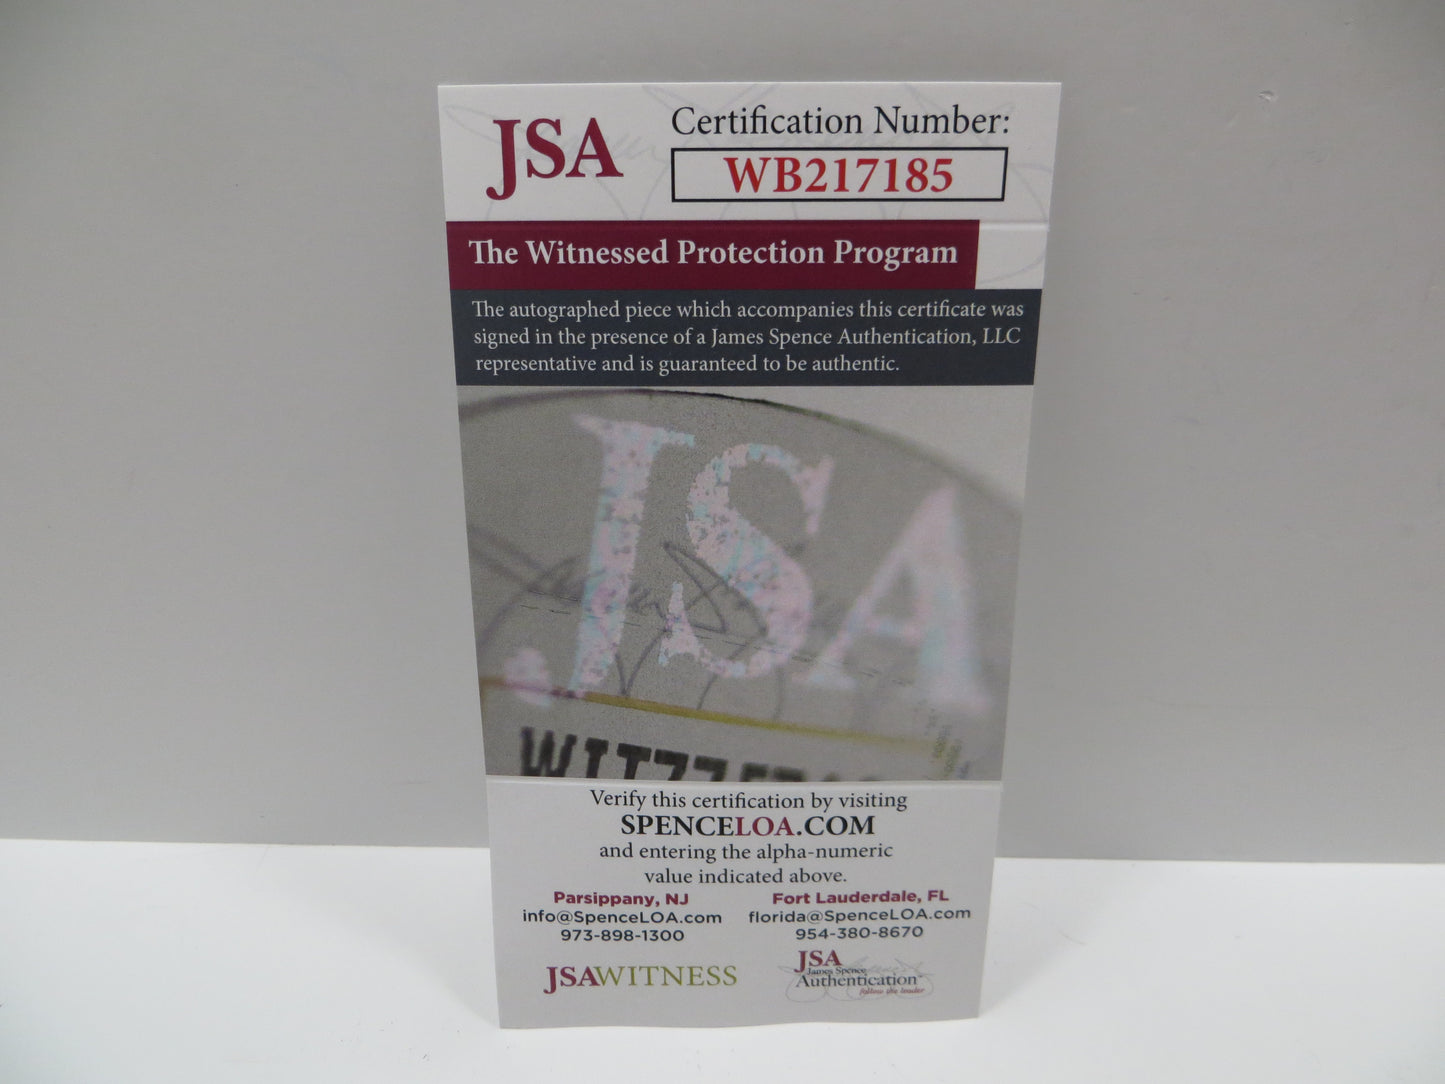 JSA
Certification Number:
WB217185
The Witnessed Protection Program
The autographed piece which accompanies this certificate was
signed in the presence of a James Spence Authentication, LLC
representative and is guaranteed to be authentic.
JSA
Verify this certification by visiting
SPENCELOA.COM
and entering the alpha-numeric
value indicated above.
Parsippany, NJ
info@SpenceLOA.com
973-898-1300
Fort Lauderdale, FL
florida@SpenceLOA.com
954-380-8670
JSAWITNESS
JSA
James Spence
Authentication
follow the leader